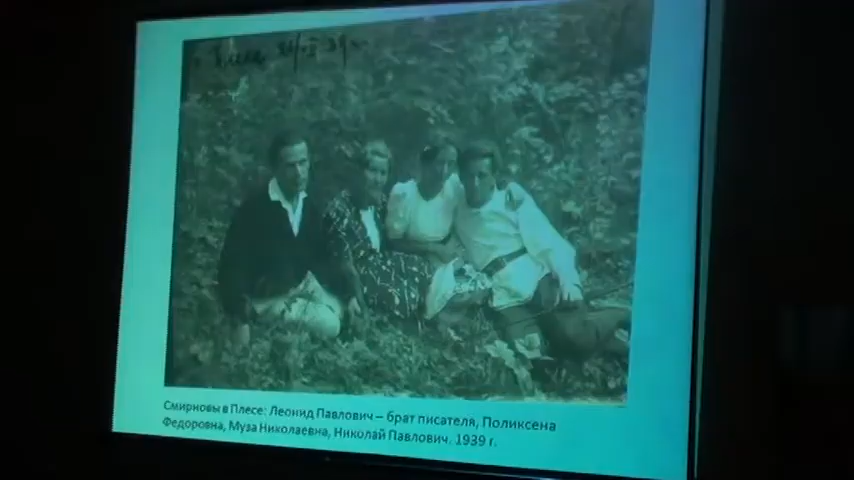 Смирновы в Плесе: Леонид Павлович – брат писателя, Поликсена
Федоровна, Муза Николаевна, Николай Павлович. 1939 г.